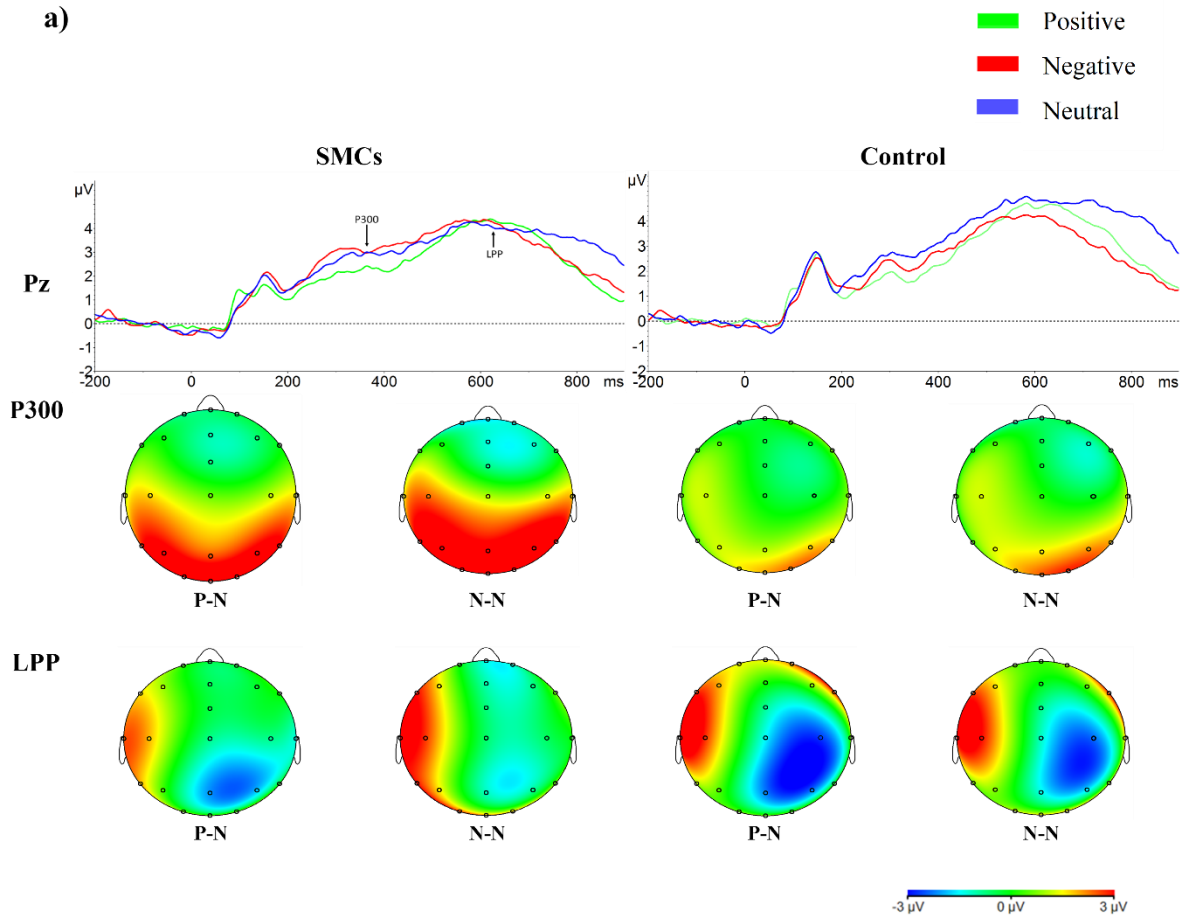 a)
Positive
Negative
Neutral
SMCs
Control
Pz
µV
4
3
2
1
0
-1
-2
-200
0
200
400
600
800
ms
P300
LPP
µV
4
3
2
1
0
-1
-2
-200
0
200
400
600
800
ms
P300
P-N
N-N
P-N
N-N
LPP
P-N
N-N
P-N
N-N
-3 µV
0 µV
3 µV